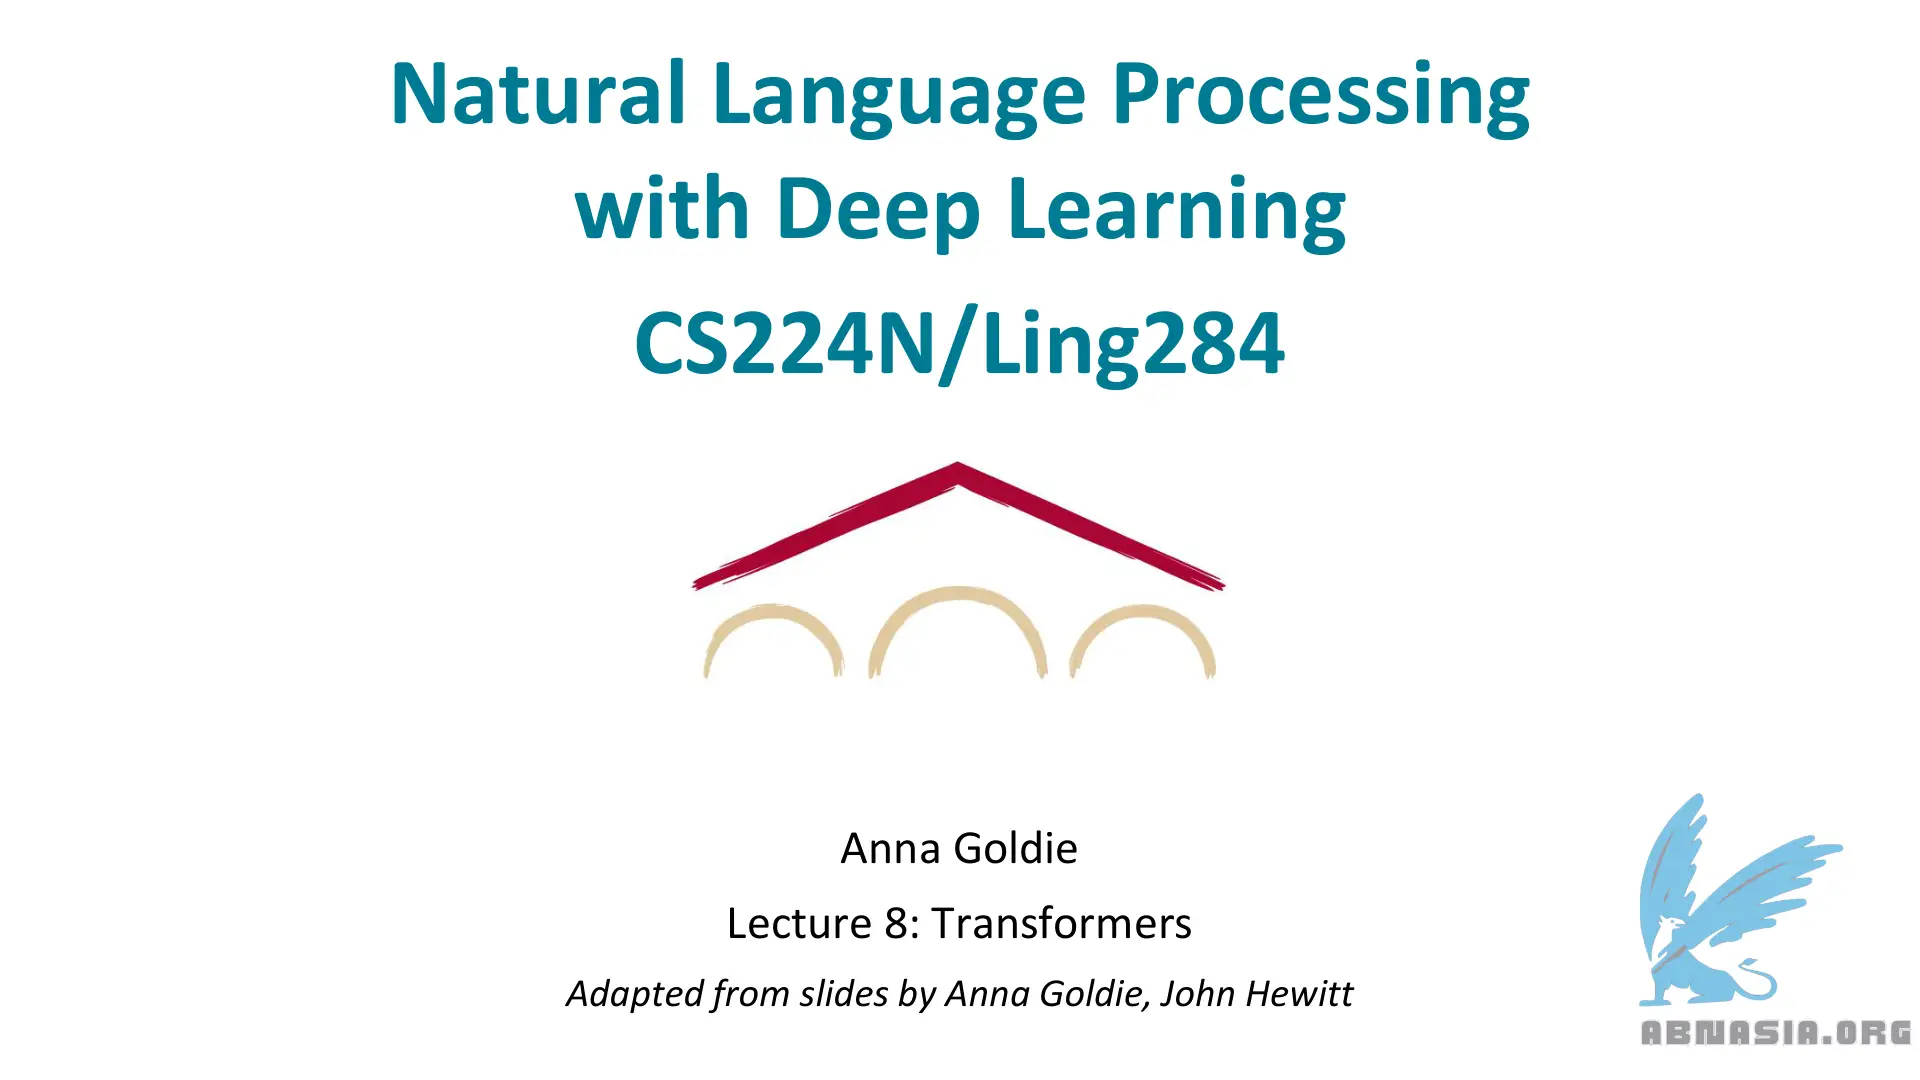 Natural Language Processing
with Deep Learning
CS224N/Ling284
Anna Goldie
Lecture 8: Transformers
Adapted from slides by Anna Goldie, John Hewitt
ABNASIA.ORG